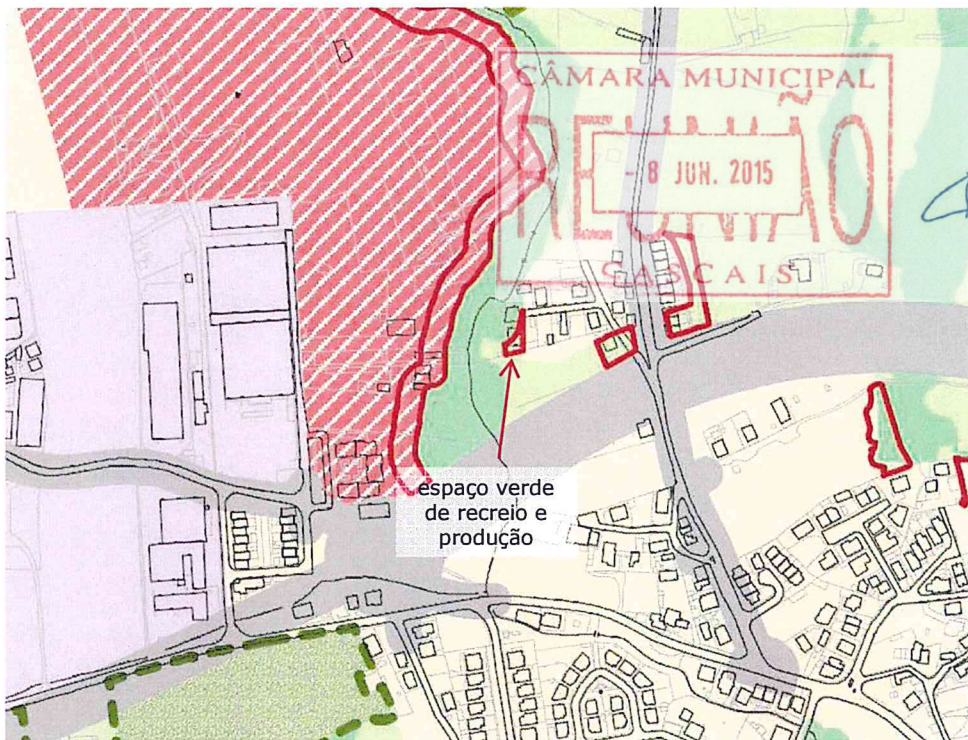 CÂMARA MUNICIPAL
REUNIÃO
- 8 JUN. 2015
CASCAIS
espaço verde
de recreio e
produção